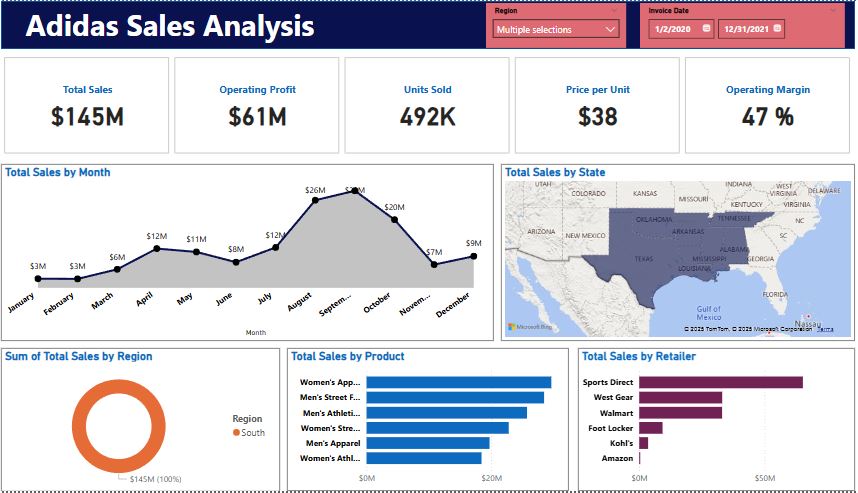 Adidas Sales Analysis
Region
Multiple selections
Invoice Date
1/2/2020
12/31/2021
Total Sales
$145M
Operating Profit
$61M
Units Sold
492K
Price per Unit
$38
Operating Margin
47 %
Total Sales by Month
$3M
$3M
$6M
$12M
$11M
$8M
$12M
$26M
$20M
$7M
$9M
January
February
March
April
May
June
July
August
Septem...
October
Novem...
December
Month
Total Sales by State
UTAH
COLORADO
KANSAS
MISSOURI
INDIANA
WEST
VIRGINIA
DELAWARE
KENTUCKY
VIRGINIA
ARIZONA
NEW MEXICO
OKLAHOMA
ARKANSAS
TENNESSEE
NC
SC
TEXAS
LOUISIANA
MISSISSIPPI
ALABAMA
GEORGIA
FLORIDA
Gulf of
Mexico
Nassau
Microsoft Bing
© 2025 TomTom, © 2025 Microsoft Corporation Terms
Sum of Total Sales by Region
Region
South
$145M (100%)
Total Sales by Product
Women's App...
Men's Street F...
Men's Athleti...
Women's Stre...
Men's Apparel
Women's Athl...
$0M
$20M
Total Sales by Retailer
Sports Direct
West Gear
Walmart
Foot Locker
Kohl's
Amazon
$0M
$50M